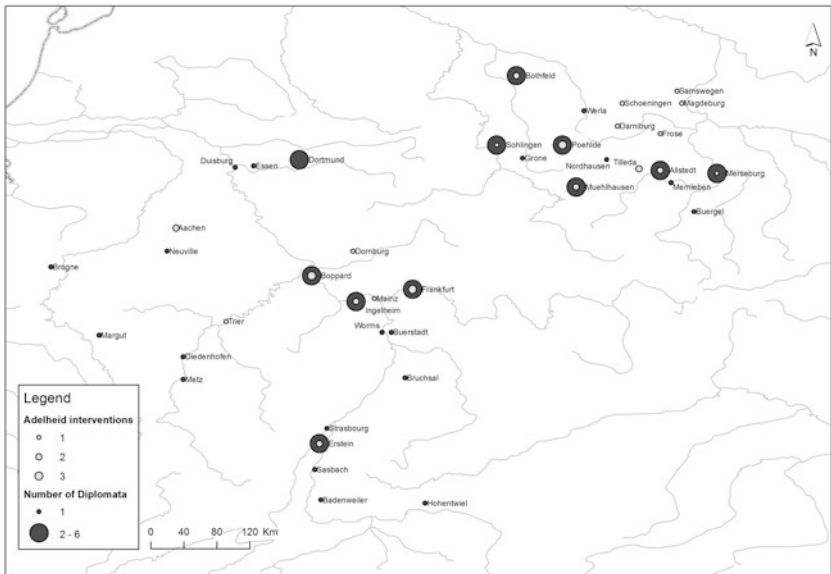 N
Bothfeld
Samswegen
Schoeningen
Magdeburg
Werla
Darniburg
Frose
Sohlingen
Poehlde
Grone
Nordhausen
Tilleda
Allstedt
Merseburg
Memleben
Muehlhausen
Buergel
Duisburg
Essen
Dortmund
Aachen
Neuville
Brogne
Dornburg
Boppard
Frankfurt
Mainz
Ingelheim
Trier
Worms
Buerstadt
Margut
Diedenhofen
Metz
Bruchsal
Strasbourg
Erstein
Sasbach
Badenweiler
Hohentwiel
Legend
Adelheid interventions
1
2
3
Number of Diplomata
1
2 - 6
0 40 80 120 Km